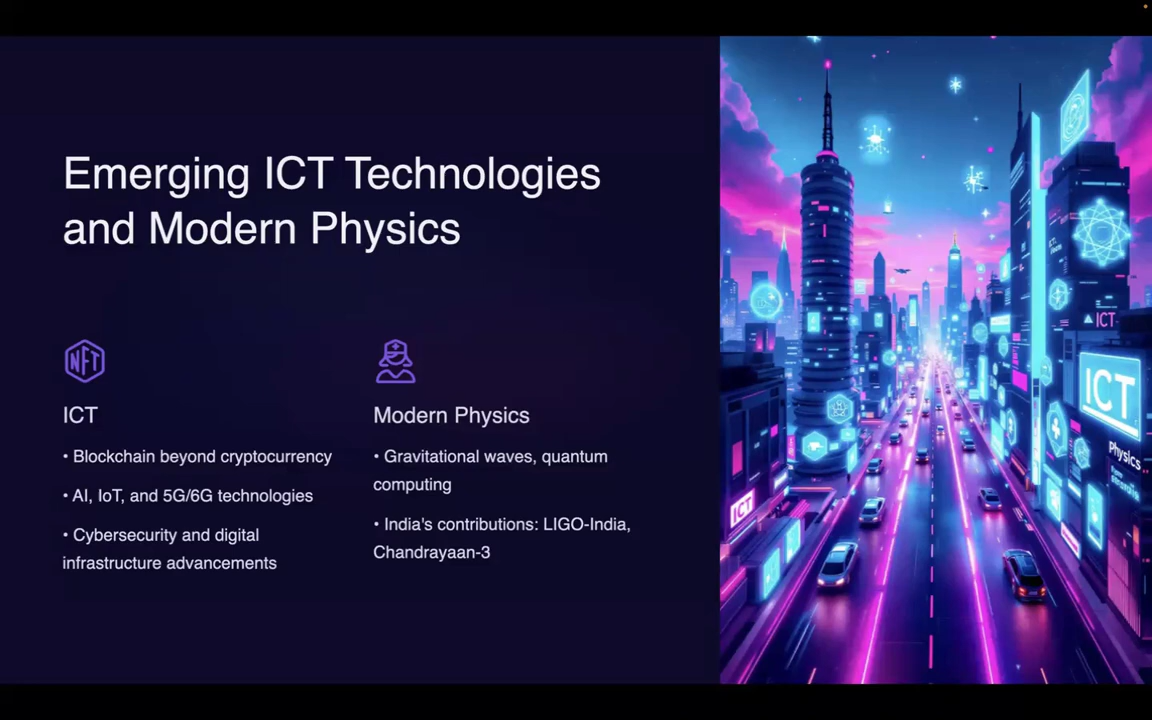 Emerging ICT Technologies
and Modern Physics
NFT
ICT
• Blockchain beyond cryptocurrency
• AI, IoT, and 5G/6G technologies
• Cybersecurity and digital
infrastructure advancements
Modern Physics
• Gravitational waves, quantum
computing
• India's contributions: LIGO-India,
Chandrayaan-3
ICT
ICT
Physics
ICT